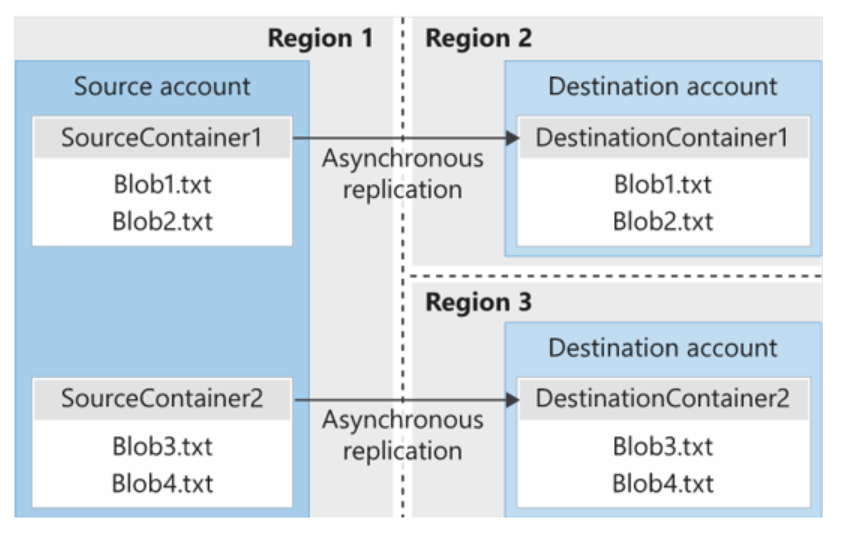 Region 1
Source account
SourceContainer1
Blob1.txt
Blob2.txt
Asynchronous
replication
Region 2
Destination account
DestinationContainer1
Blob1.txt
Blob2.txt
SourceContainer2
Blob3.txt
Blob4.txt
Asynchronous
replication
Region 3
Destination account
DestinationContainer2
Blob3.txt
Blob4.txt